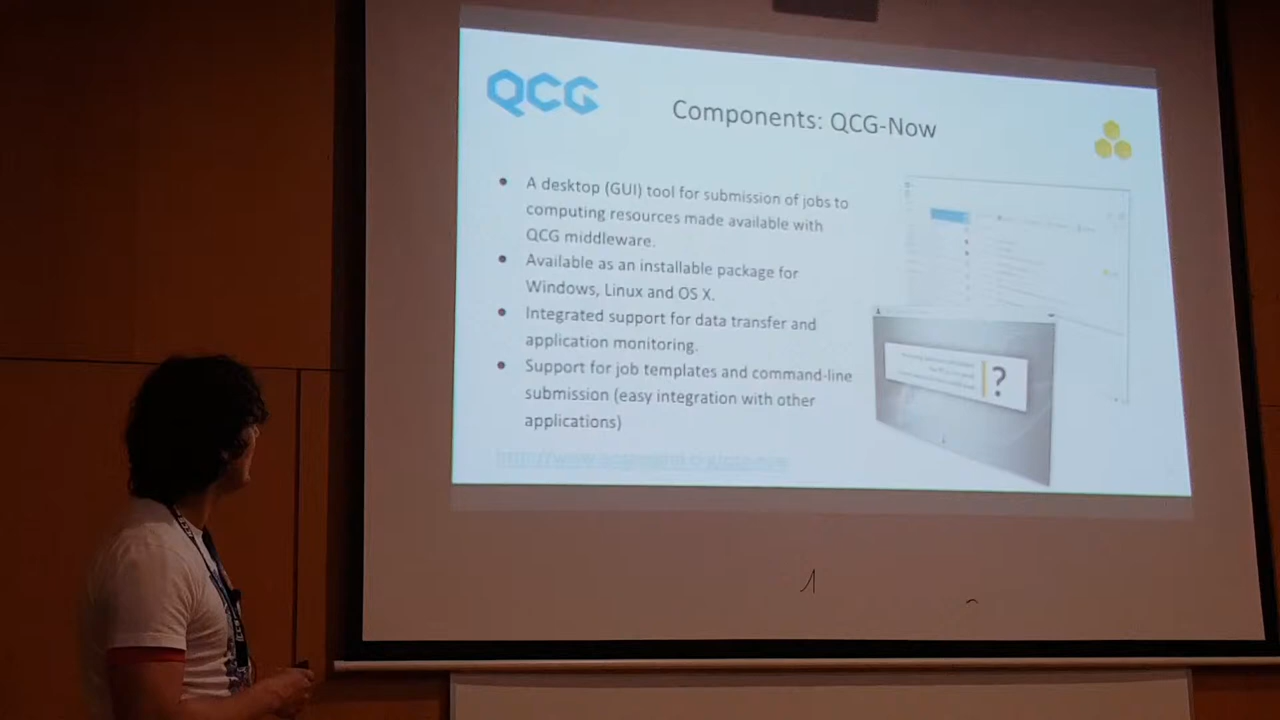 QCG
Components: QCG-Now
● A desktop (GUI) tool for submission of jobs to
computing resources made available with
QCG middleware.
● Available as an installable package for
Windows, Linux and OS X.
● Integrated support for data transfer and
application monitoring.
● Support for job templates and command-line
submission (easy integration with other
applications)
?
1